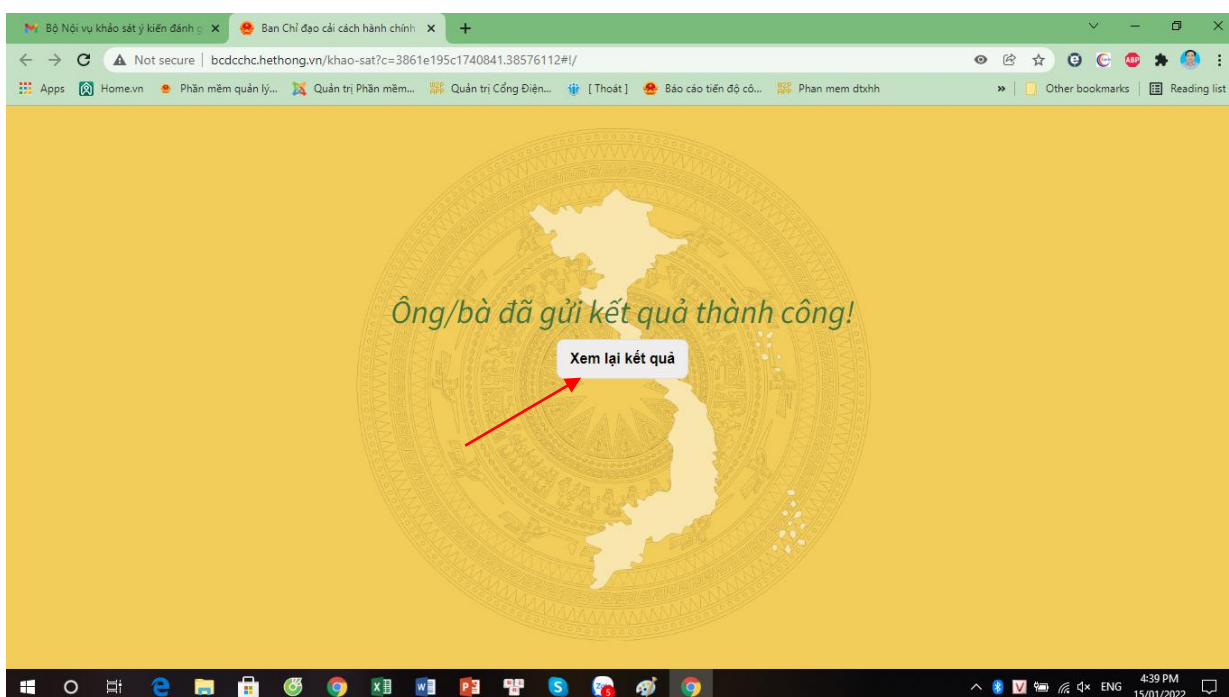 Bộ Nội vụ khảo sát ý kiến đánh g
Ban Chỉ đạo cải cách hành chính
Not secure | bcdcchc.hethong.vn/khao-sat?c=3861e195c1740841.38576112#!/
Apps Home.vn Phần mềm quản lý... Quản trị Phần mềm... Quản trị Cổng Điện... [ Thoát ] Báo cáo tiến độ cô... Phan mem dtxhh » Other bookmarks Reading list
Ông/bà đã gửi kết quả thành công!
Xem lại kết quả
ENG
4:39 PM
15/01/2022